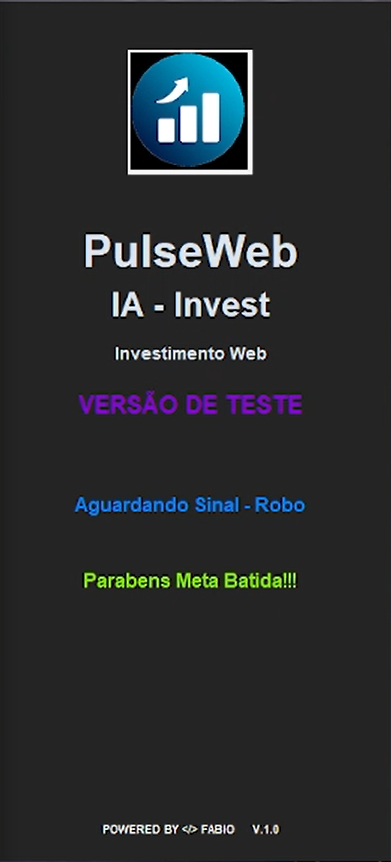 PulseWeb
IA - Invest
Investimento Web
VERSÃO DE TESTE
Aguardando Sinal - Robo
Parabens Meta Batida!!!
POWERED BY </> FABIO V.1.0